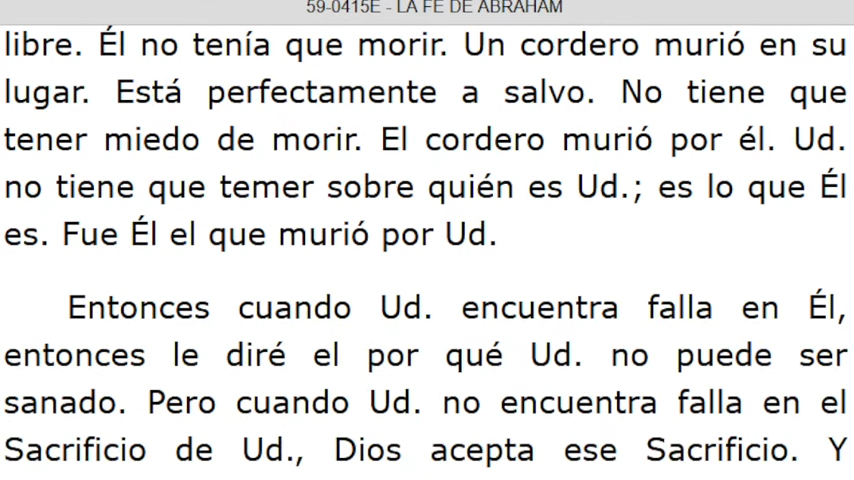 59-0415E - LA FE DE ABRAHAM
libre. Él no tenía que morir. Un cordero murió en su
lugar. Está perfectamente a salvo. No tiene que
tener miedo de morir. El cordero murió por él. Ud.
no tiene que temer sobre quién es Ud.; es lo que Él
es. Fue Él el que murió por Ud.
Entonces cuando Ud. encuentra falla en Él,
entonces le diré el por qué Ud. no puede ser
sanado. Pero cuando Ud. no encuentra falla en el
Sacrificio de Ud., Dios acepta ese Sacrificio. Y